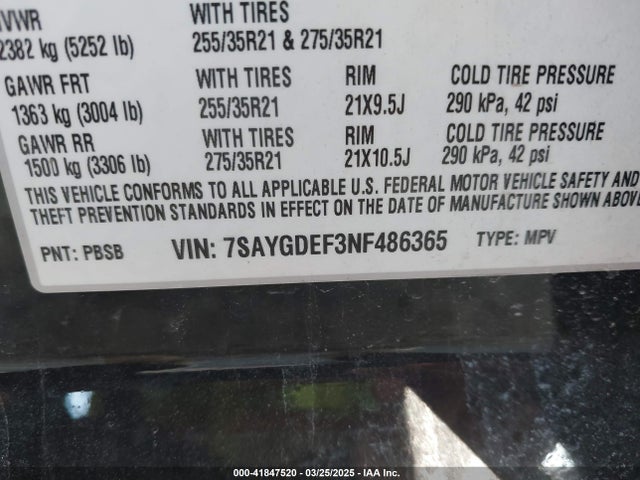 GVWR WITH TIRES
2382 kg (5252 lb) 255/35R21 & 275/35R21
GAWR FRT WITH TIRES RIM COLD TIRE PRESSURE
1363 kg (3004 lb) 255/35R21 21X9.5J 290 kPa, 42 psi
GAWR RR WITH TIRES RIM COLD TIRE PRESSURE
1500 kg (3306 lb) 275/35R21 21X10.5J 290 kPa, 42 psi
THIS VEHICLE CONFORMS TO ALL APPLICABLE U.S. FEDERAL MOTOR VEHICLE SAFETY AND
THEFT PREVENTION STANDARDS IN EFFECT ON THE DATE OF MANUFACTURE SHOWN ABOVE
PNT: PBSB VIN: 7SAYGDEF3NF486365 TYPE: MPV
000-41847520 - 03/25/2025 - IAA Inc.